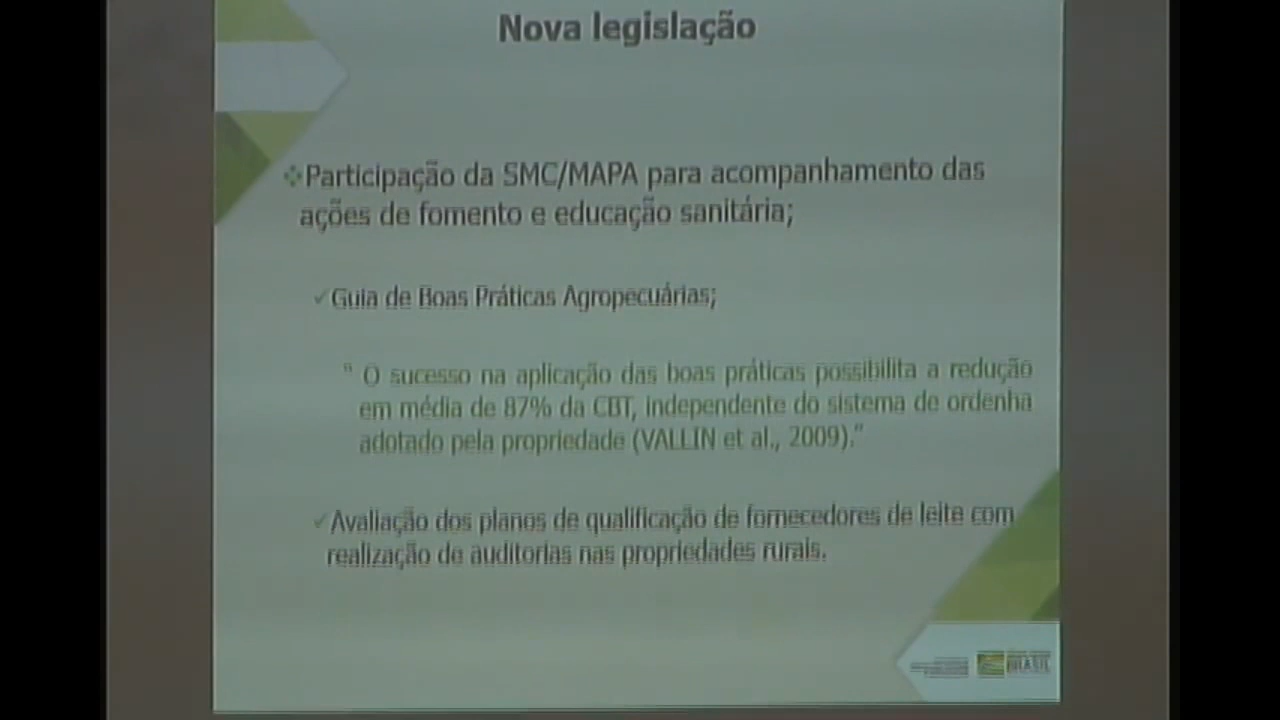 Nova legislação
Participação da SMC/MAPA para acompanhamento das
ações de fomento e educação sanitária;
Guia de Boas Práticas Agropecuárias;
" O sucesso na aplicação das boas práticas possibilita a redução
em média de 87% da CBT, independente do sistema de ordenha
adotado pela propriedade (VALLIN et al., 2009)."
Avaliação dos planos de qualificação de fornecedores de leite com
realização de auditorias nas propriedades rurais.
BRASIL